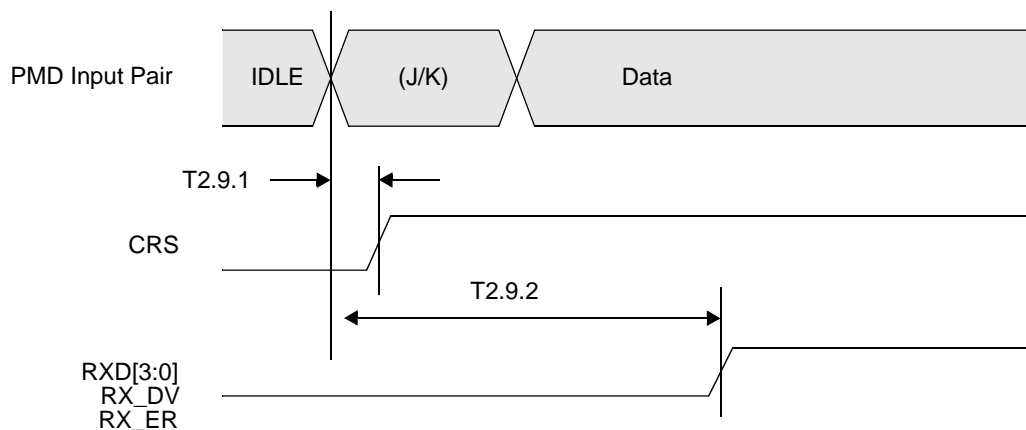 PMD Input Pair
IDLE
(J/K)
Data
T2.9.1
CRS
T2.9.2
RXD[3:0]
RX_DV
RX_ER